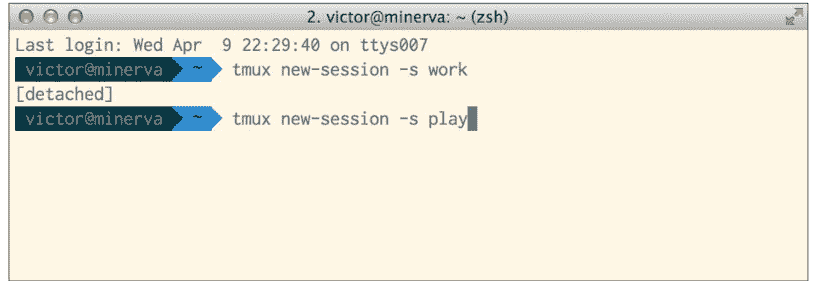 2. victor@minerva: ~ (zsh)
Last login: Wed Apr  9 22:29:40 on ttys007
victor@minerva ~ tmux new-session -s work
[detached]
victor@minerva ~ tmux new-session -s play